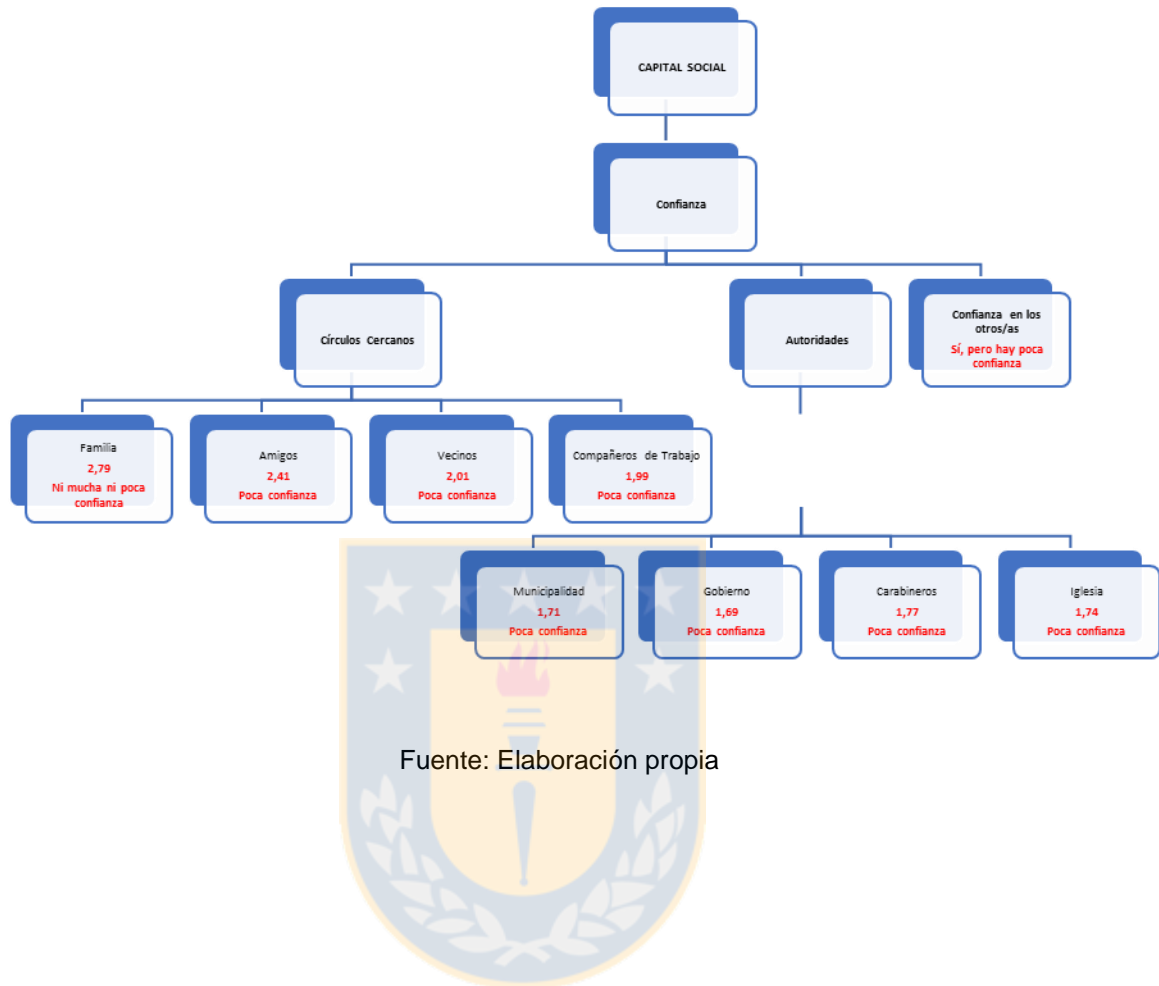 CAPITAL SOCIAL
Confianza
Círculos Cercanos
Autoridades
Confianza en los
otros/as
Sí, pero hay poca
confianza
Familia
2,79
Ni mucha ni poca
confianza
Amigos
2,41
Poca confianza
Vecinos
2,01
Poca confianza
Compañeros de Trabajo
1,99
Poca confianza
Municipalidad
1,71
Poca confianza
Gobierno
1,69
Poca confianza
Carabineros
1,77
Poca confianza
Iglesia
1,74
Poca confianza
Fuente: Elaboración propia